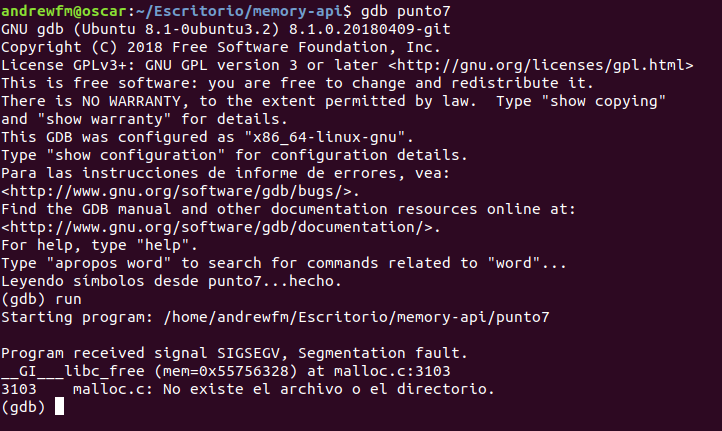 andrewfm@oscar:~/Escritorio/memory-api$ gdb punto7
GNU gdb (Ubuntu 8.1-0ubuntu3.2) 8.1.0.20180409-git
Copyright (C) 2018 Free Software Foundation, Inc.
License GPLv3+: GNU GPL version 3 or later <http://gnu.org/licenses/gpl.html>
This is free software: you are free to change and redistribute it.
There is NO WARRANTY, to the extent permitted by law.  Type "show copying"
and "show warranty" for details.
This GDB was configured as "x86_64-linux-gnu".
Type "show configuration" for configuration details.
Para las instrucciones de informe de errores, vea:
<http://www.gnu.org/software/gdb/bugs/>.
Find the GDB manual and other documentation resources online at:
<http://www.gnu.org/software/gdb/documentation/>.
For help, type "help".
Type "apropos word" to search for commands related to "word"...
Leyendo símbolos desde punto7...hecho.
(gdb) run
Starting program: /home/andrewfm/Escritorio/memory-api/punto7
Program received signal SIGSEGV, Segmentation fault.
__GI___libc_free (mem=0x55756328) at malloc.c:3103
3103    malloc.c: No existe el archivo o el directorio.
(gdb)